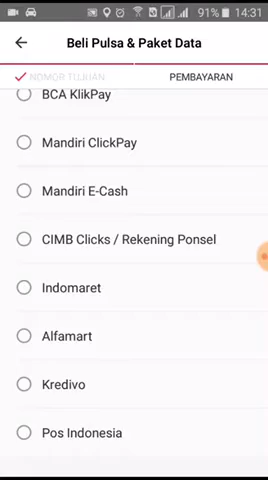 91% 14:31
Beli Pulsa & Paket Data
NOMOR TUJUAN PEMBAYARAN
BCA KlikPay
Mandiri ClickPay
Mandiri E-Cash
CIMB Clicks / Rekening Ponsel
Indomaret
Alfamart
Kredivo
Pos Indonesia